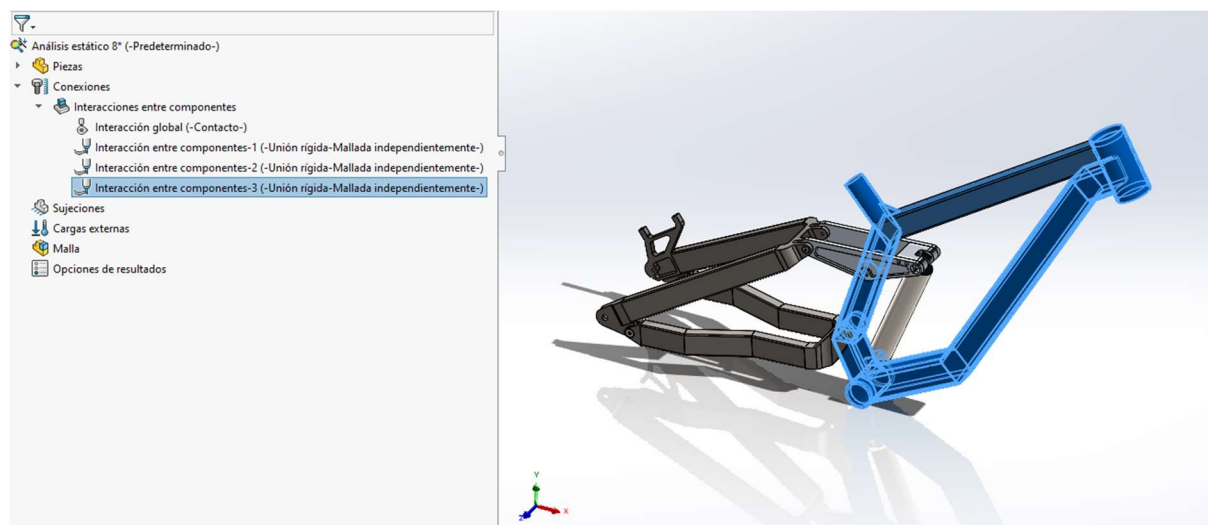 Análisis estático 8* (-Predeterminado-)
Piezas
Conexiones
Interacciones entre componentes
Interacción global (-Contacto-)
Interacción entre componentes-1 (-Unión rígida-Mallada independientemente-)
Interacción entre componentes-2 (-Unión rígida-Mallada independientemente-)
Interacción entre componentes-3 (-Unión rígida-Mallada independientemente-)
Sujeciones
Cargas externas
Malla
Opciones de resultados
Y
Z
X